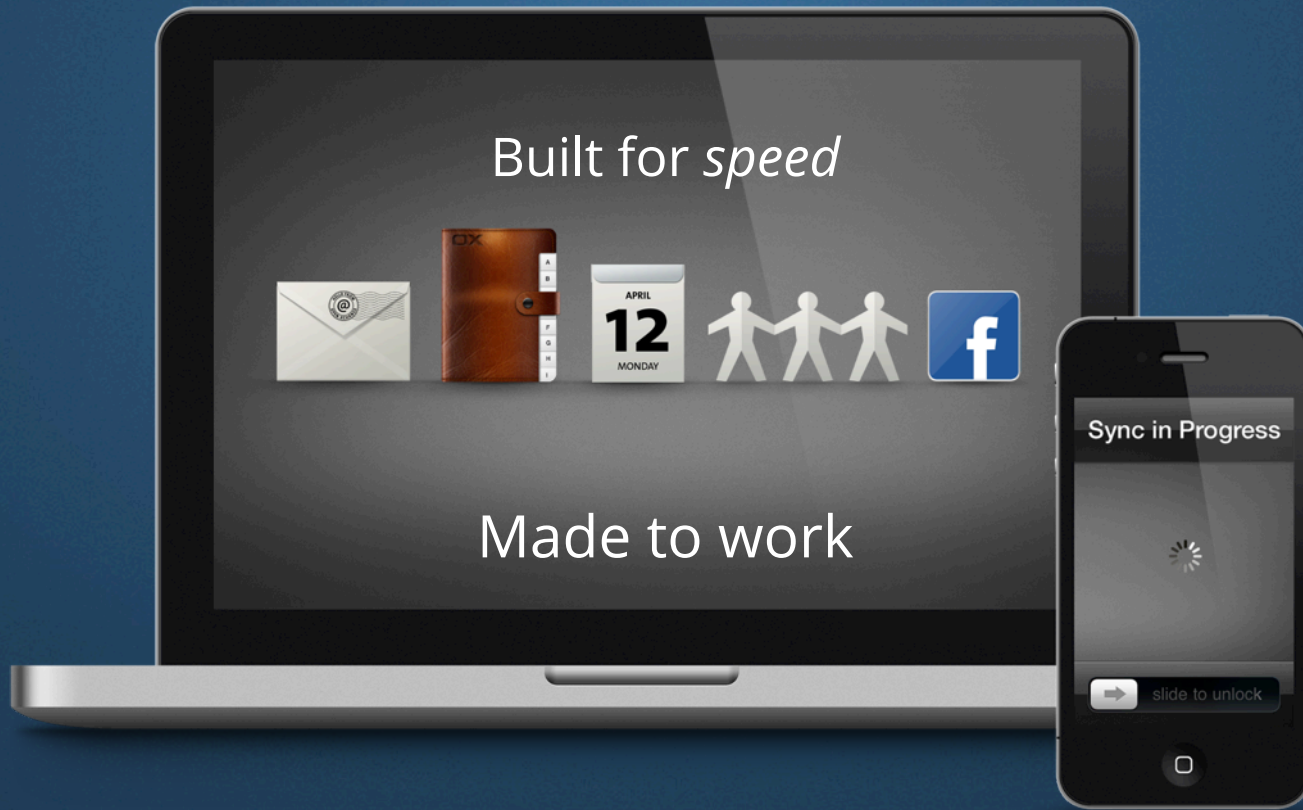 Built for speed
OX
A
B
F
G
H
I
@
APRIL
12
MONDAY
f
Made to work
Sync in Progress
slide to unlock